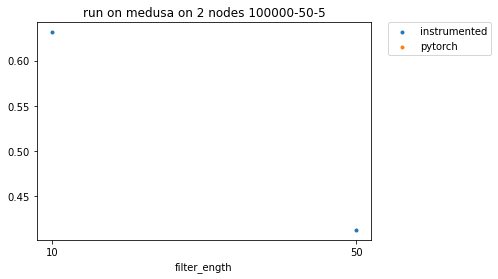 run on medusa on 2 nodes 100000-50-5
instrumented
pytorch
0.60
0.55
0.50
0.45
10
50
filter_ength